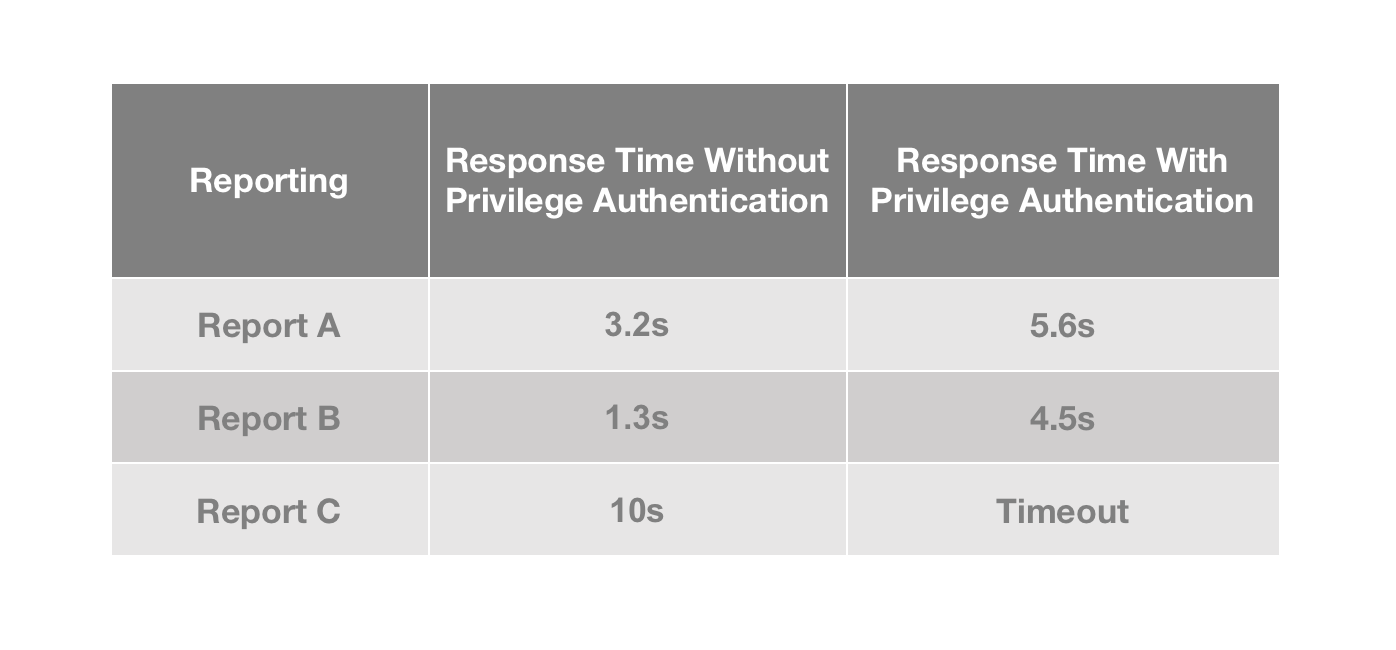 Reporting
Response Time Without
Privilege Authentication
Response Time With
Privilege Authentication
Report A
3.2s
5.6s
Report B
1.3s
4.5s
Report C
10s
Timeout